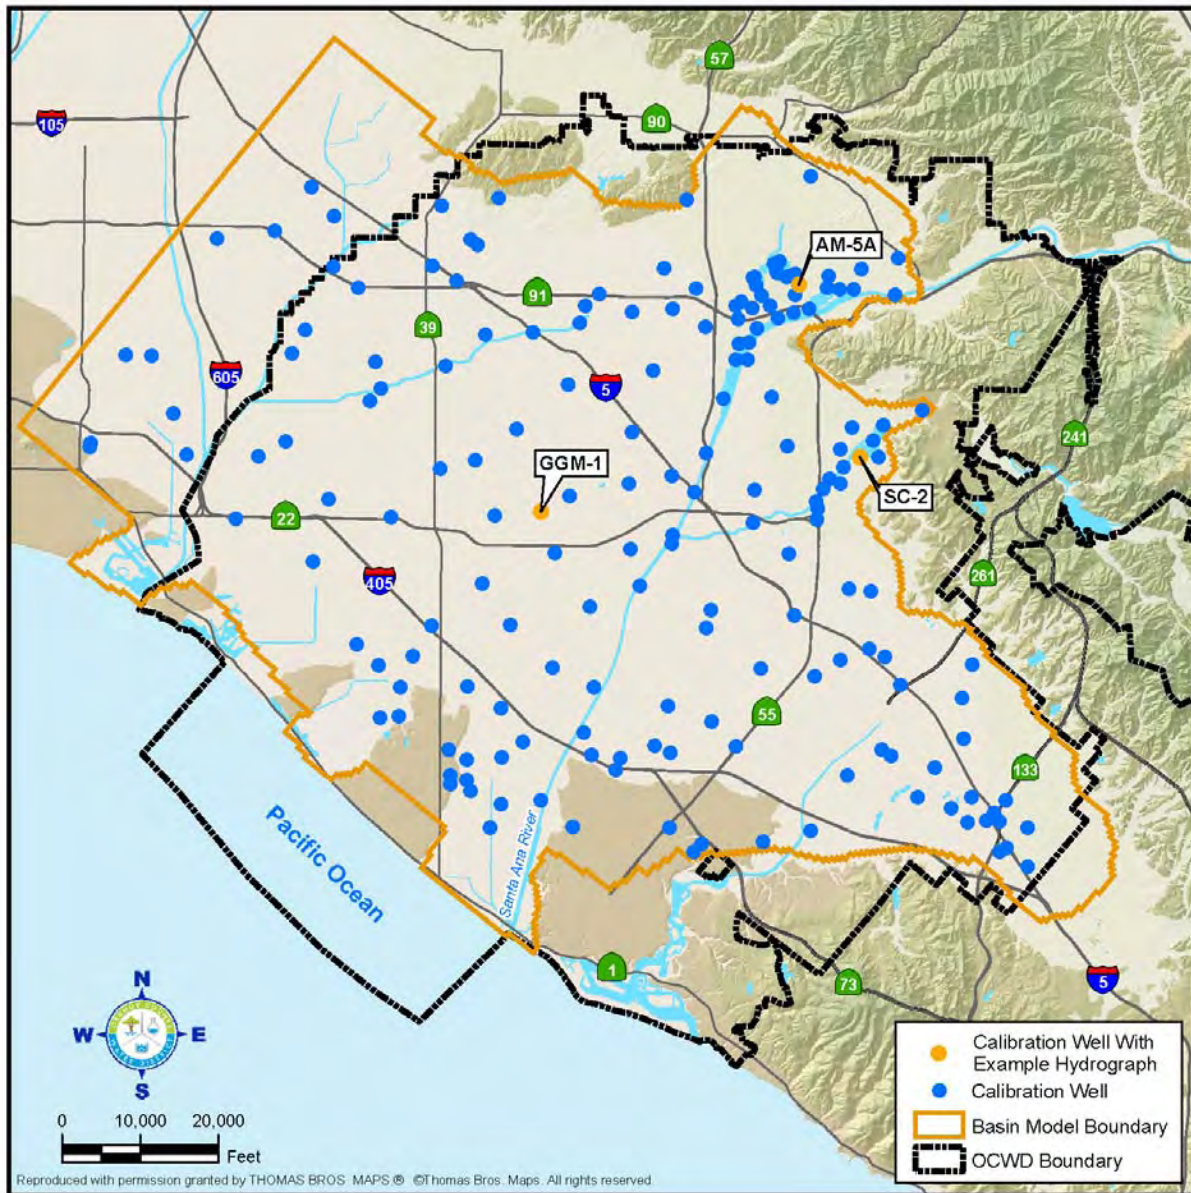 57
105
90
AM-5A
91
39
605
5
241
GGM-1
SC-2
22
405
261
55
133
Pacific Ocean
Santa Ana River
1
73
5
N
W
E
S
0 10,000 20,000
Feet
Calibration Well With
Example Hydrograph
Calibration Well
Basin Model Boundary
OCWD Boundary
Reproduced with permission granted by THOMAS BROS MAPS ® ©Thomas Bros. Maps. All rights reserved.